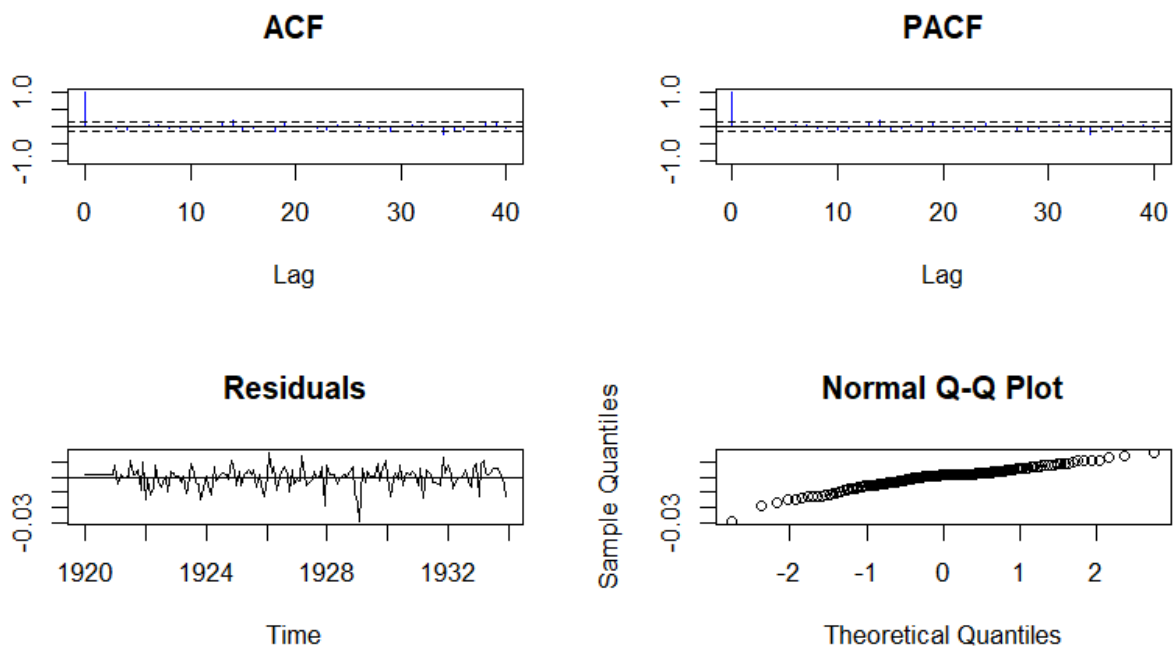 ACF
1.0
-1.0
0 10 20 30 40
Lag
PACF
1.0
-1.0
0 10 20 30 40
Lag
Residuals
-0.03
1920 1924 1928 1932
Time
Normal Q-Q Plot
Sample Quantiles
-0.03
-2 -1 0 1 2
Theoretical Quantiles